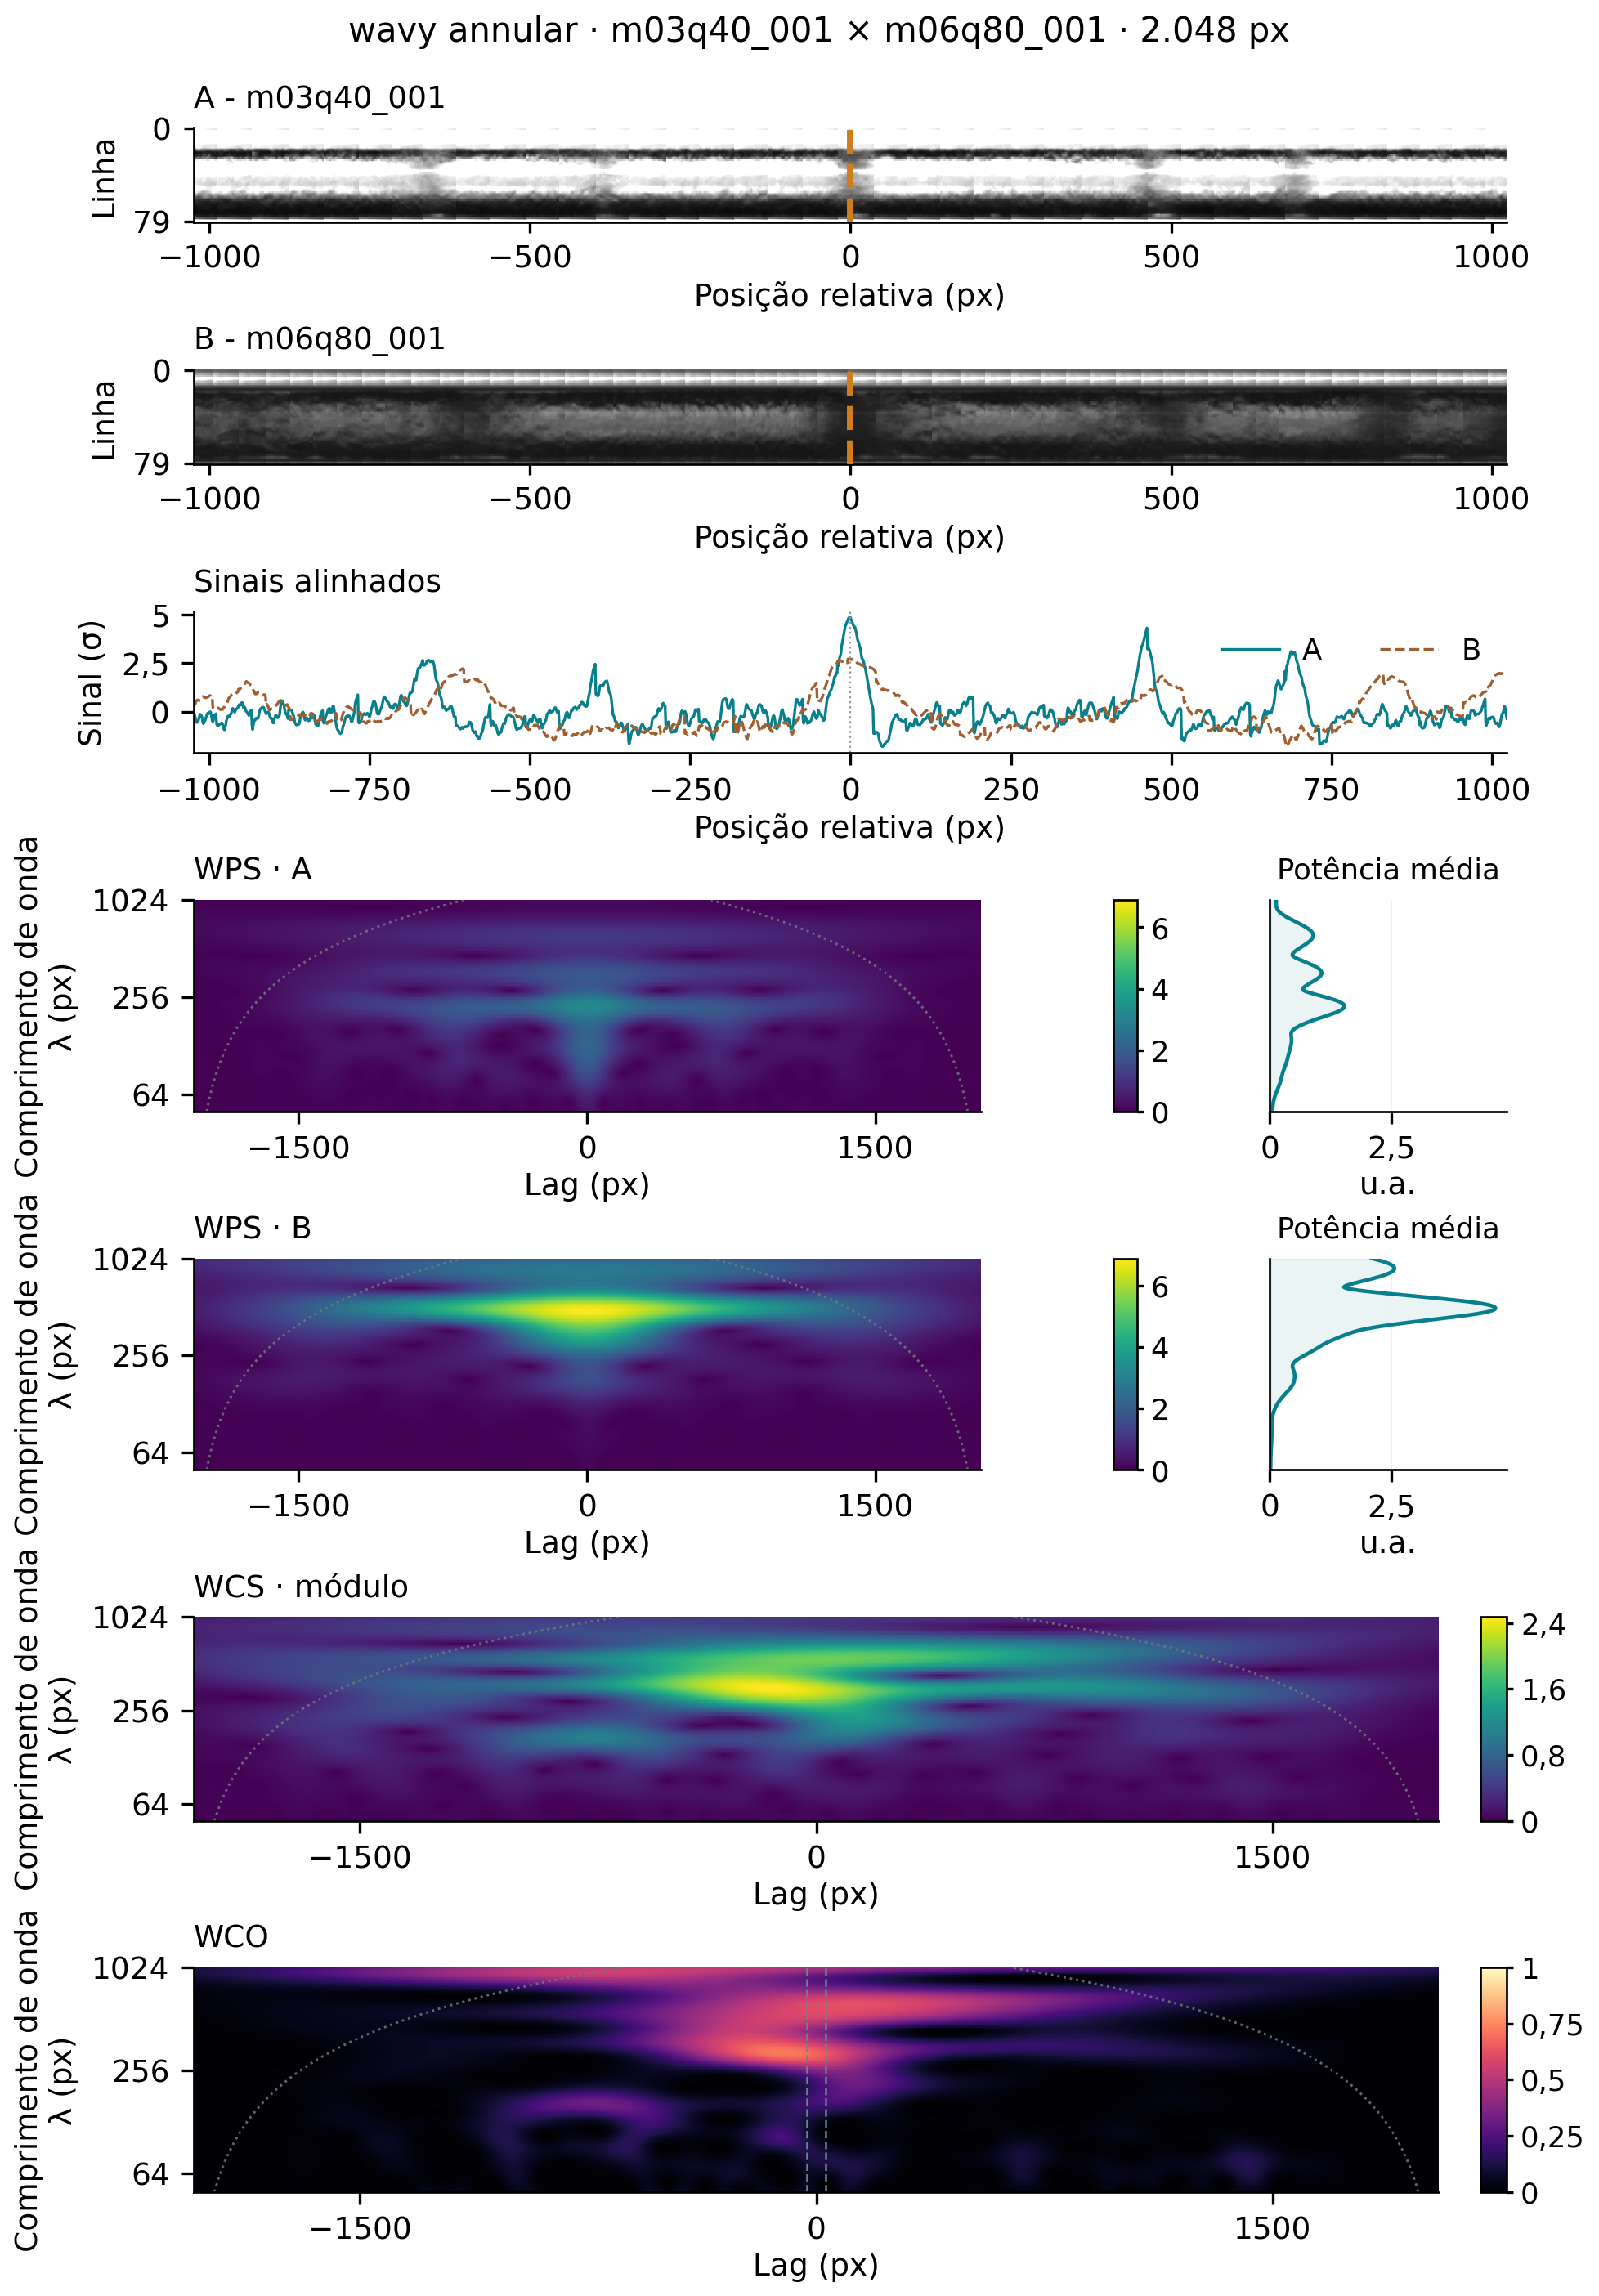 wavy annular · m03q40_001 × m06q80_001 · 2.048 px
A - m03q40_001
Linha
0
79
−1000 −500 0 500 1000
Posição relativa (px)
B - m06q80_001
Linha
0
79
−1000 −500 0 500 1000
Posição relativa (px)
Sinais alinhados
Sinal (σ)
5
2,5
0
A B
−1000 −750 −500 −250 0 250 500 750 1000
Posição relativa (px)
WPS · A
Comprimento de onda
λ (px)
1024
256
64
−1500 0 1500
Lag (px)
6
4
2
0
Potência média
0 2,5
u.a.
WPS · B
Comprimento de onda
λ (px)
1024
256
64
−1500 0 1500
Lag (px)
6
4
2
0
Potência média
0 2,5
u.a.
WCS · módulo
Comprimento de onda
λ (px)
1024
256
64
−1500 0 1500
Lag (px)
2,4
1,6
0,8
0
WCO
Comprimento de onda
λ (px)
1024
256
64
−1500 0 1500
Lag (px)
1
0,75
0,5
0,25
0